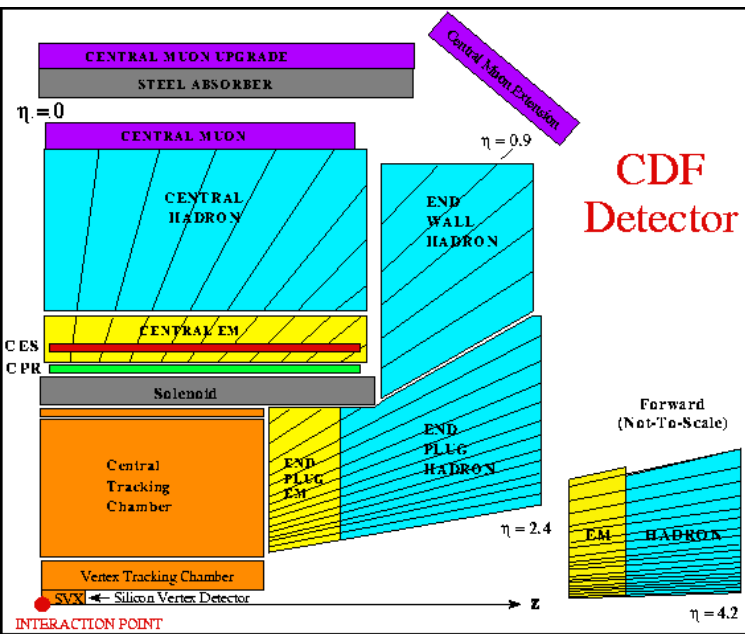 CENTRAL MUON UPGRADE
STEEL ABSORBER
Central Muon Extension
η = 0
CENTRAL MUON
η = 0.9
CDF
Detector
CENTRAL
HADRON
END
WALL
HADRON
CENTRAL EM
CES
CPR
Solenoid
Forward
(Not-To-Scale)
Central
Tracking
Chamber
END
PLUG
EM
END
PLUG
HADRON
η = 2.4
EM
HADRON
Vertex Tracking Chamber
SVX
Silicon Vertex Detector
Z
η = 4.2
INTERACTION POINT